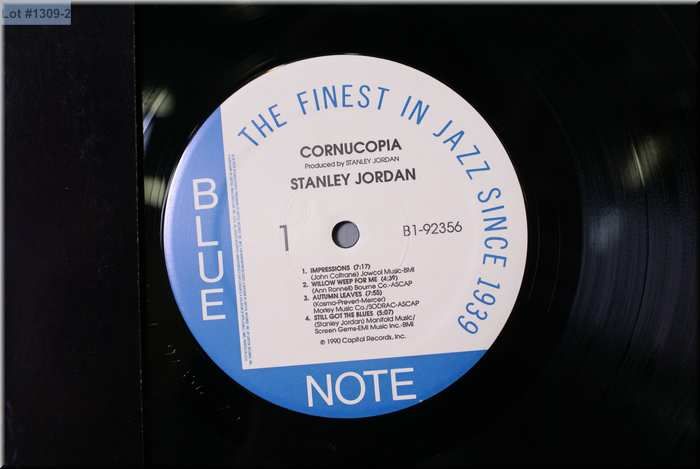 Lot #1309-2
THE FINEST IN JAZZ SINCE 1939
CORNUCOPIA
Produced by STANLEY JORDAN
STANLEY JORDAN
1
B1-92356
1. IMPRESSIONS (7:17)
(John Coltrane) Jowcol Music-BMI
2. WILLOW WEEP FOR ME (4:39)
(Ann Ronnell) Bourne Co.-ASCAP
3. AUTUMN LEAVES (7:55)
(Kosma-Prevert-Mercer)
Morley Music Co./SODRAC-ASCAP
4. STILL GOT THE BLUES (5:07)
(Stanley Jordan) Manifold Music/
Screen Gems-EMI Music Inc.-BMI
© 1990 Capitol Records, Inc.
BLUE
NOTE